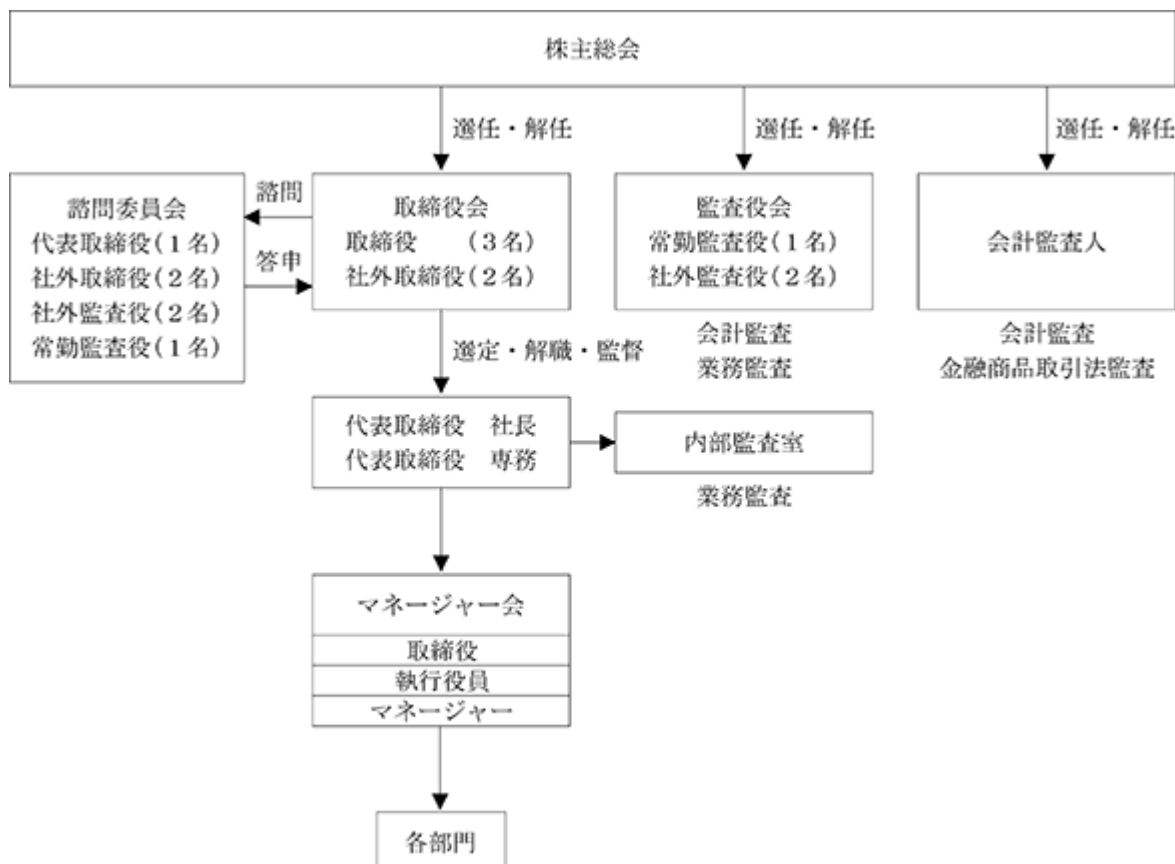 株主総会
選任・解任
選任・解任
選任・解任
諮問委員会
代表取締役(1名)
社外取締役(2名)
社外監査役(2名)
常勤監査役(1名)
諮問
答申
取締役会
取締役 (3名)
社外取締役(2名)
監査役会
常勤監査役(1名)
社外監査役(2名)
会計監査
業務監査
会計監査人
会計監査
金融商品取引法監査
選定・解職・監督
代表取締役 社長
代表取締役 専務
内部監査室
業務監査
マネージャー会
取締役
執行役員
マネージャー
各部門